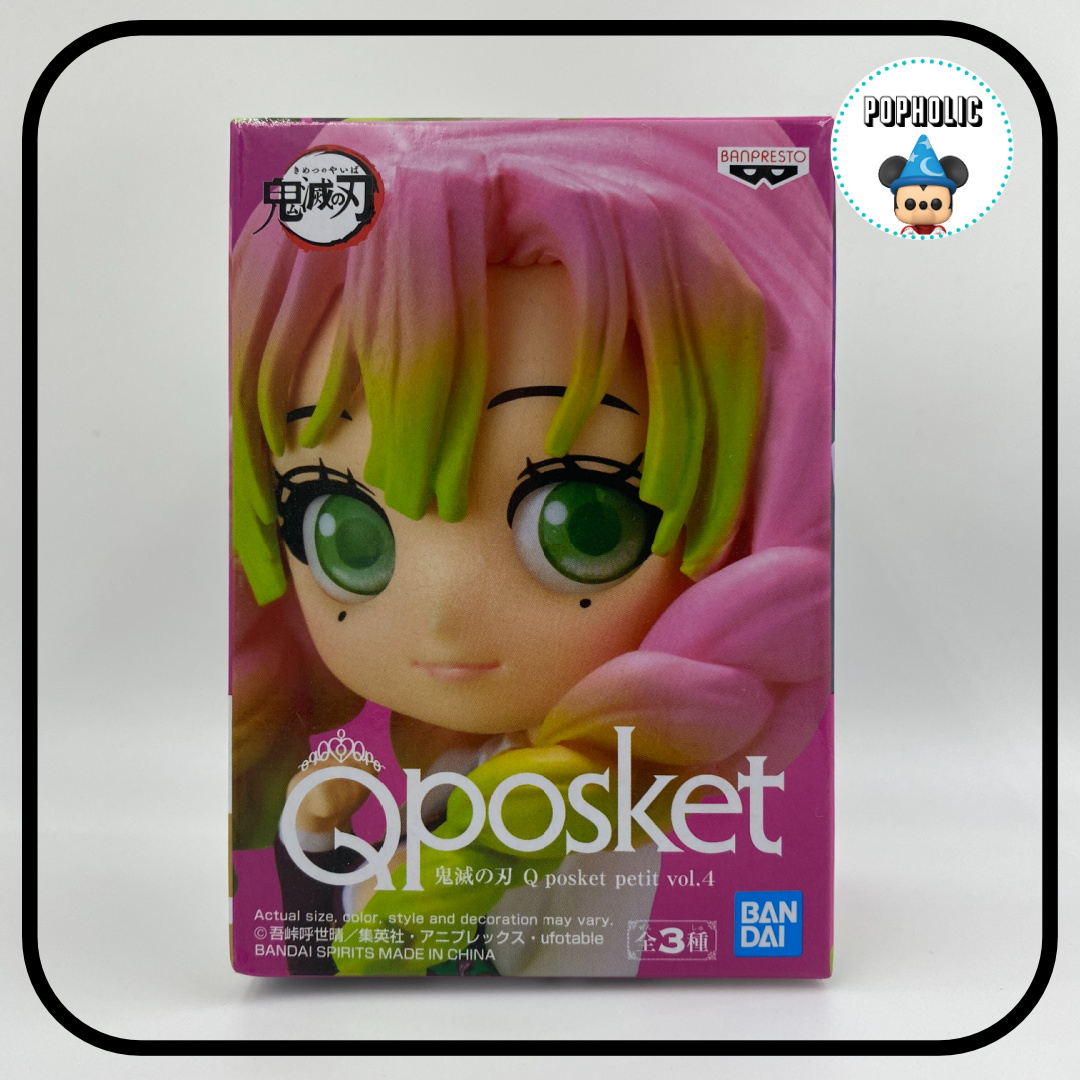 POPHOLIC
きめつのやいば
鬼滅の刃
BANPRESTO
Qposket
鬼滅の刃 Q posket petit vol.4
Actual size, color, style and decoration may vary.
©吾峠呼世晴／集英社・アニプレックス・ufotable
BANDAI SPIRITS MADE IN CHINA
全3種
BAN
DAI